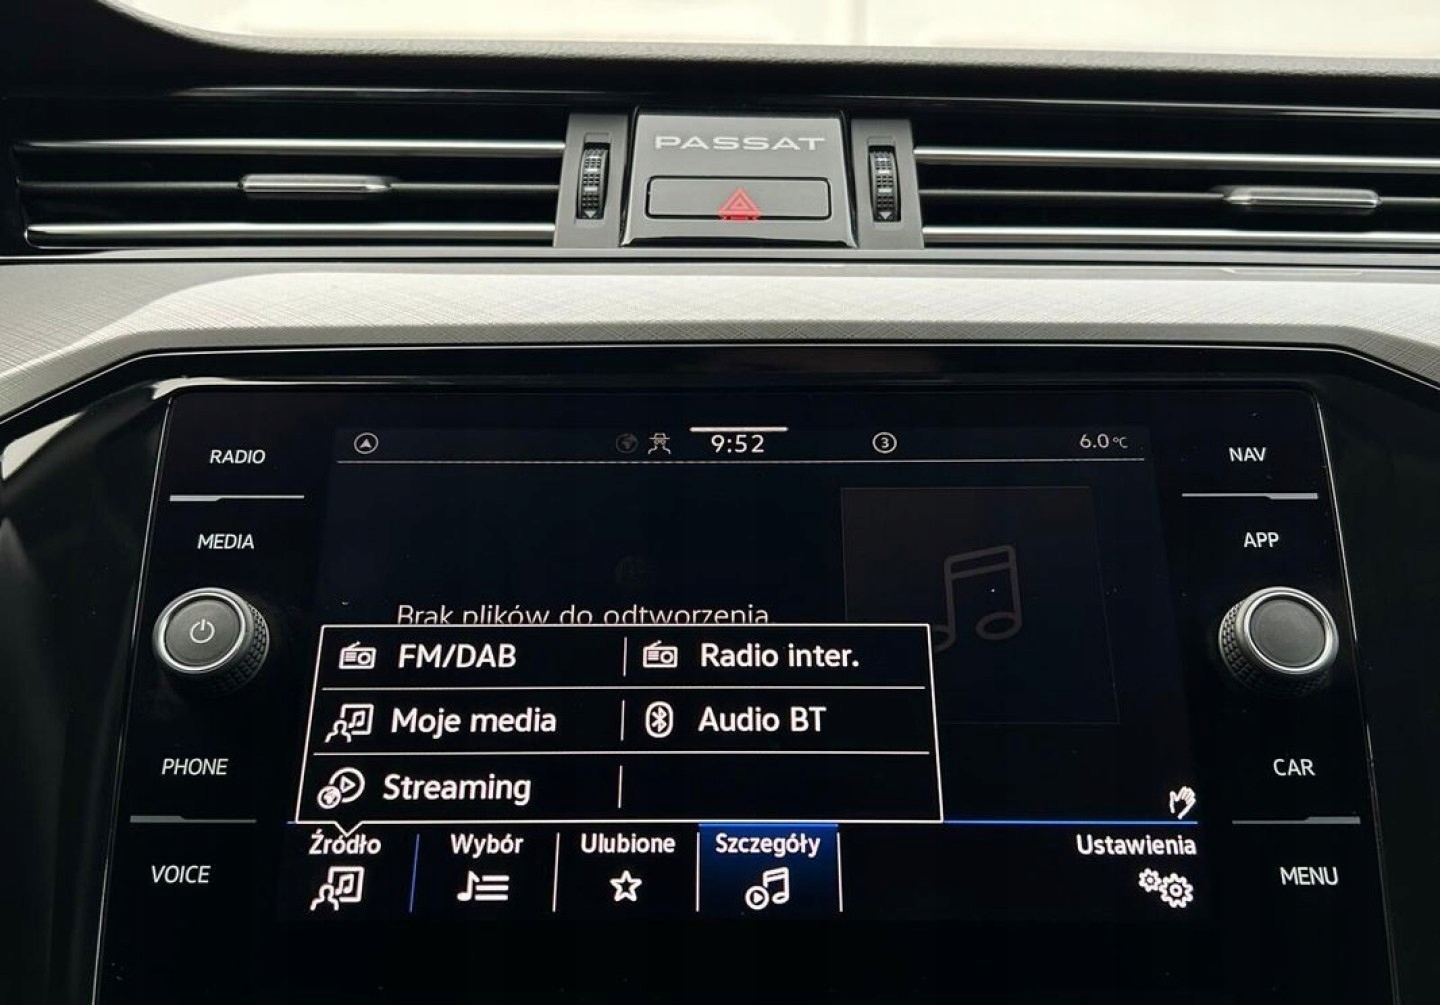 PASSAT
RADIO
MEDIA
PHONE
VOICE
9:52
3
6.0 °C
Brak plików do odtworzenia.
FM/DAB
Radio inter.
Moje media
Audio BT
Streaming
Źródło
Wybór
Ulubione
Szczegóły
Ustawienia
NAV
APP
CAR
MENU